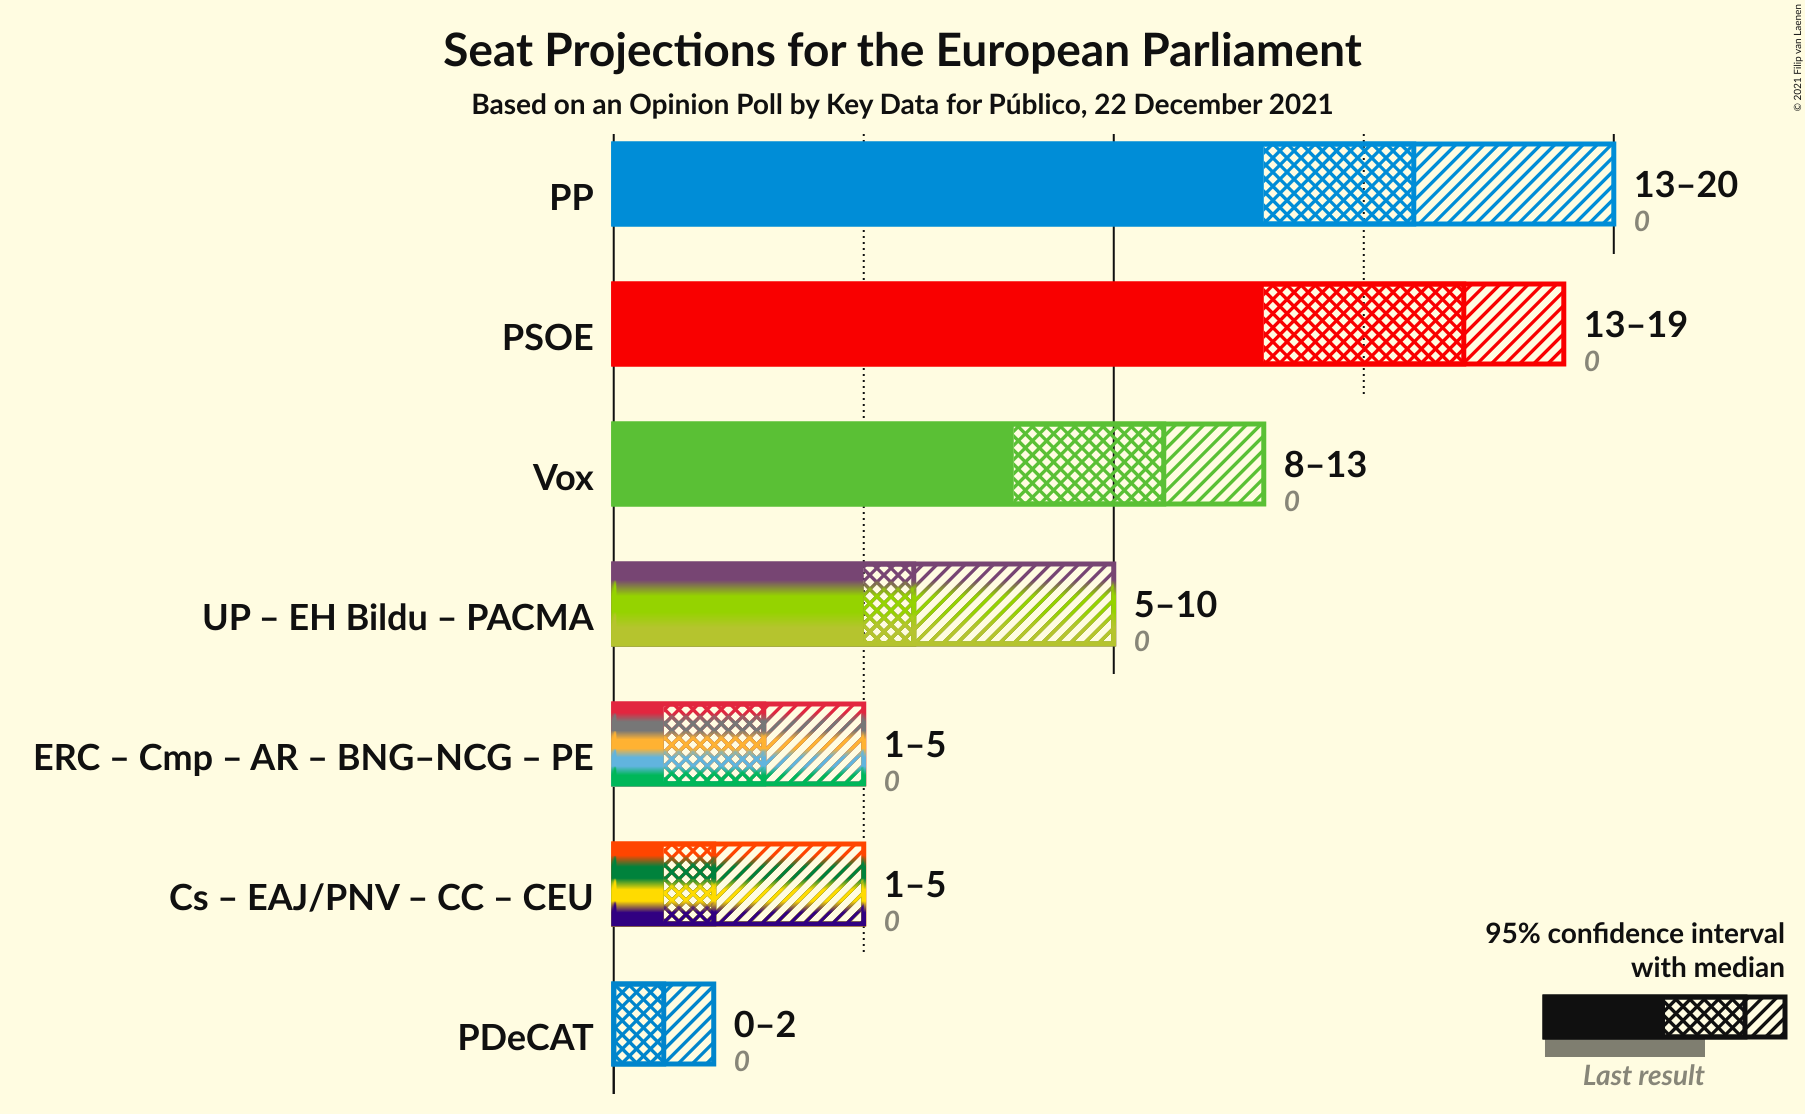 Seat Projections for the European Parliament
Based on an Opinion Poll by Key Data for Público, 22 December 2021
© 2021 Filip van Laenen
PP
13–20
0
PSOE
13–19
0
Vox
8–13
0
UP – EH Bildu – PACMA
5–10
0
ERC – Cmp – AR – BNG–NCG – PE
1–5
0
Cs – EAJ/PNV – CC – CEU
1–5
0
PDeCAT
0–2
0
95% confidence interval
with median
Last result